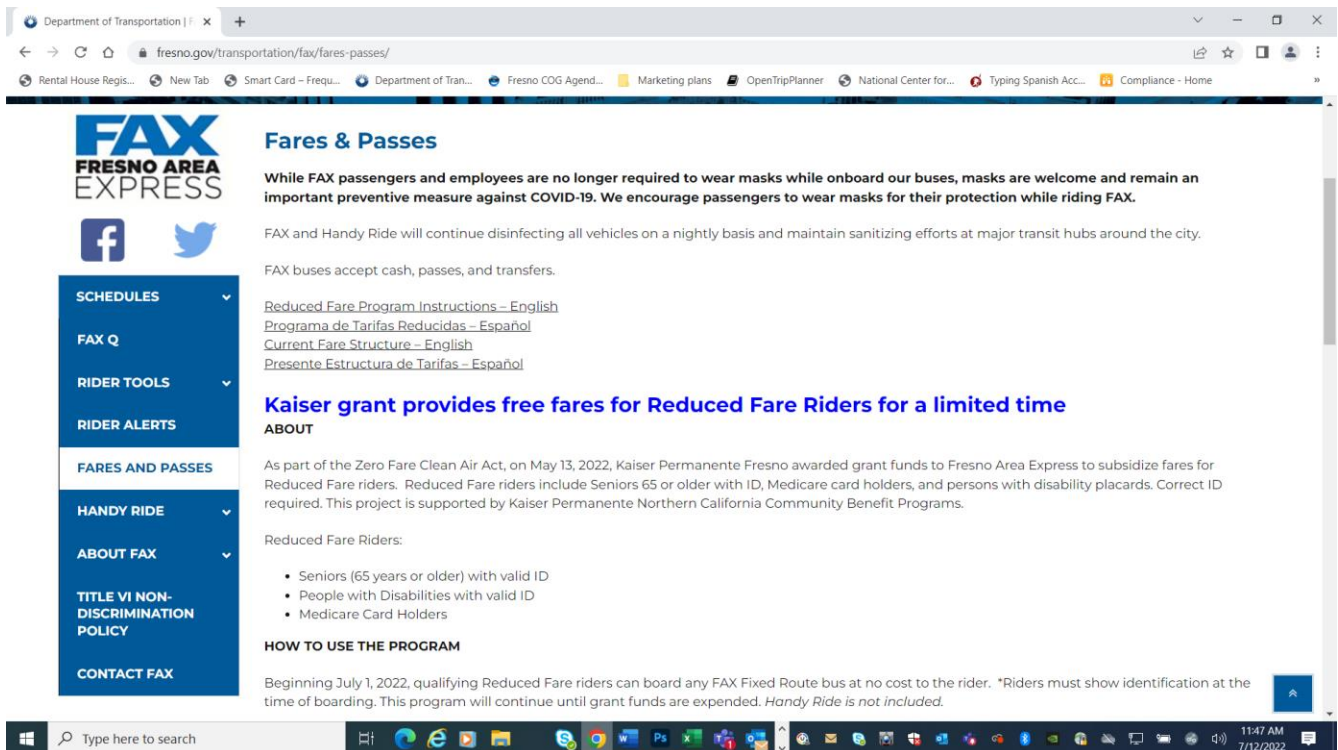 Department of Transportation | F
fresno.gov/transportation/fax/fares-passes/
Rental House Regis... New Tab Smart Card – Frequ... Department of Tran... Fresno COG Agend... Marketing plans OpenTripPlanner National Center for... Typing Spanish Acc... Compliance - Home »
FAX
FRESNO AREA
EXPRESS
SCHEDULES
FAX Q
RIDER TOOLS
RIDER ALERTS
FARES AND PASSES
HANDY RIDE
ABOUT FAX
TITLE VI NON-
DISCRIMINATION
POLICY
CONTACT FAX
Fares & Passes
While FAX passengers and employees are no longer required to wear masks while onboard our buses, masks are welcome and remain an
important preventive measure against COVID-19. We encourage passengers to wear masks for their protection while riding FAX.
FAX and Handy Ride will continue disinfecting all vehicles on a nightly basis and maintain sanitizing efforts at major transit hubs around the city.
FAX buses accept cash, passes, and transfers.
Reduced Fare Program Instructions – English
Programa de Tarifas Reducidas – Español
Current Fare Structure – English
Presente Estructura de Tarifas – Español
Kaiser grant provides free fares for Reduced Fare Riders for a limited time
ABOUT
As part of the Zero Fare Clean Air Act, on May 13, 2022, Kaiser Permanente Fresno awarded grant funds to Fresno Area Express to subsidize fares for
Reduced Fare riders. Reduced Fare riders include Seniors 65 or older with ID, Medicare card holders, and persons with disability placards. Correct ID
required. This project is supported by Kaiser Permanente Northern California Community Benefit Programs.
Reduced Fare Riders:
• Seniors (65 years or older) with valid ID
• People with Disabilities with valid ID
• Medicare Card Holders
HOW TO USE THE PROGRAM
Beginning July 1, 2022, qualifying Reduced Fare riders can board any FAX Fixed Route bus at no cost to the rider. *Riders must show identification at the
time of boarding. This program will continue until grant funds are expended. Handy Ride is not included.
Type here to search
11:47 AM
7/12/2022